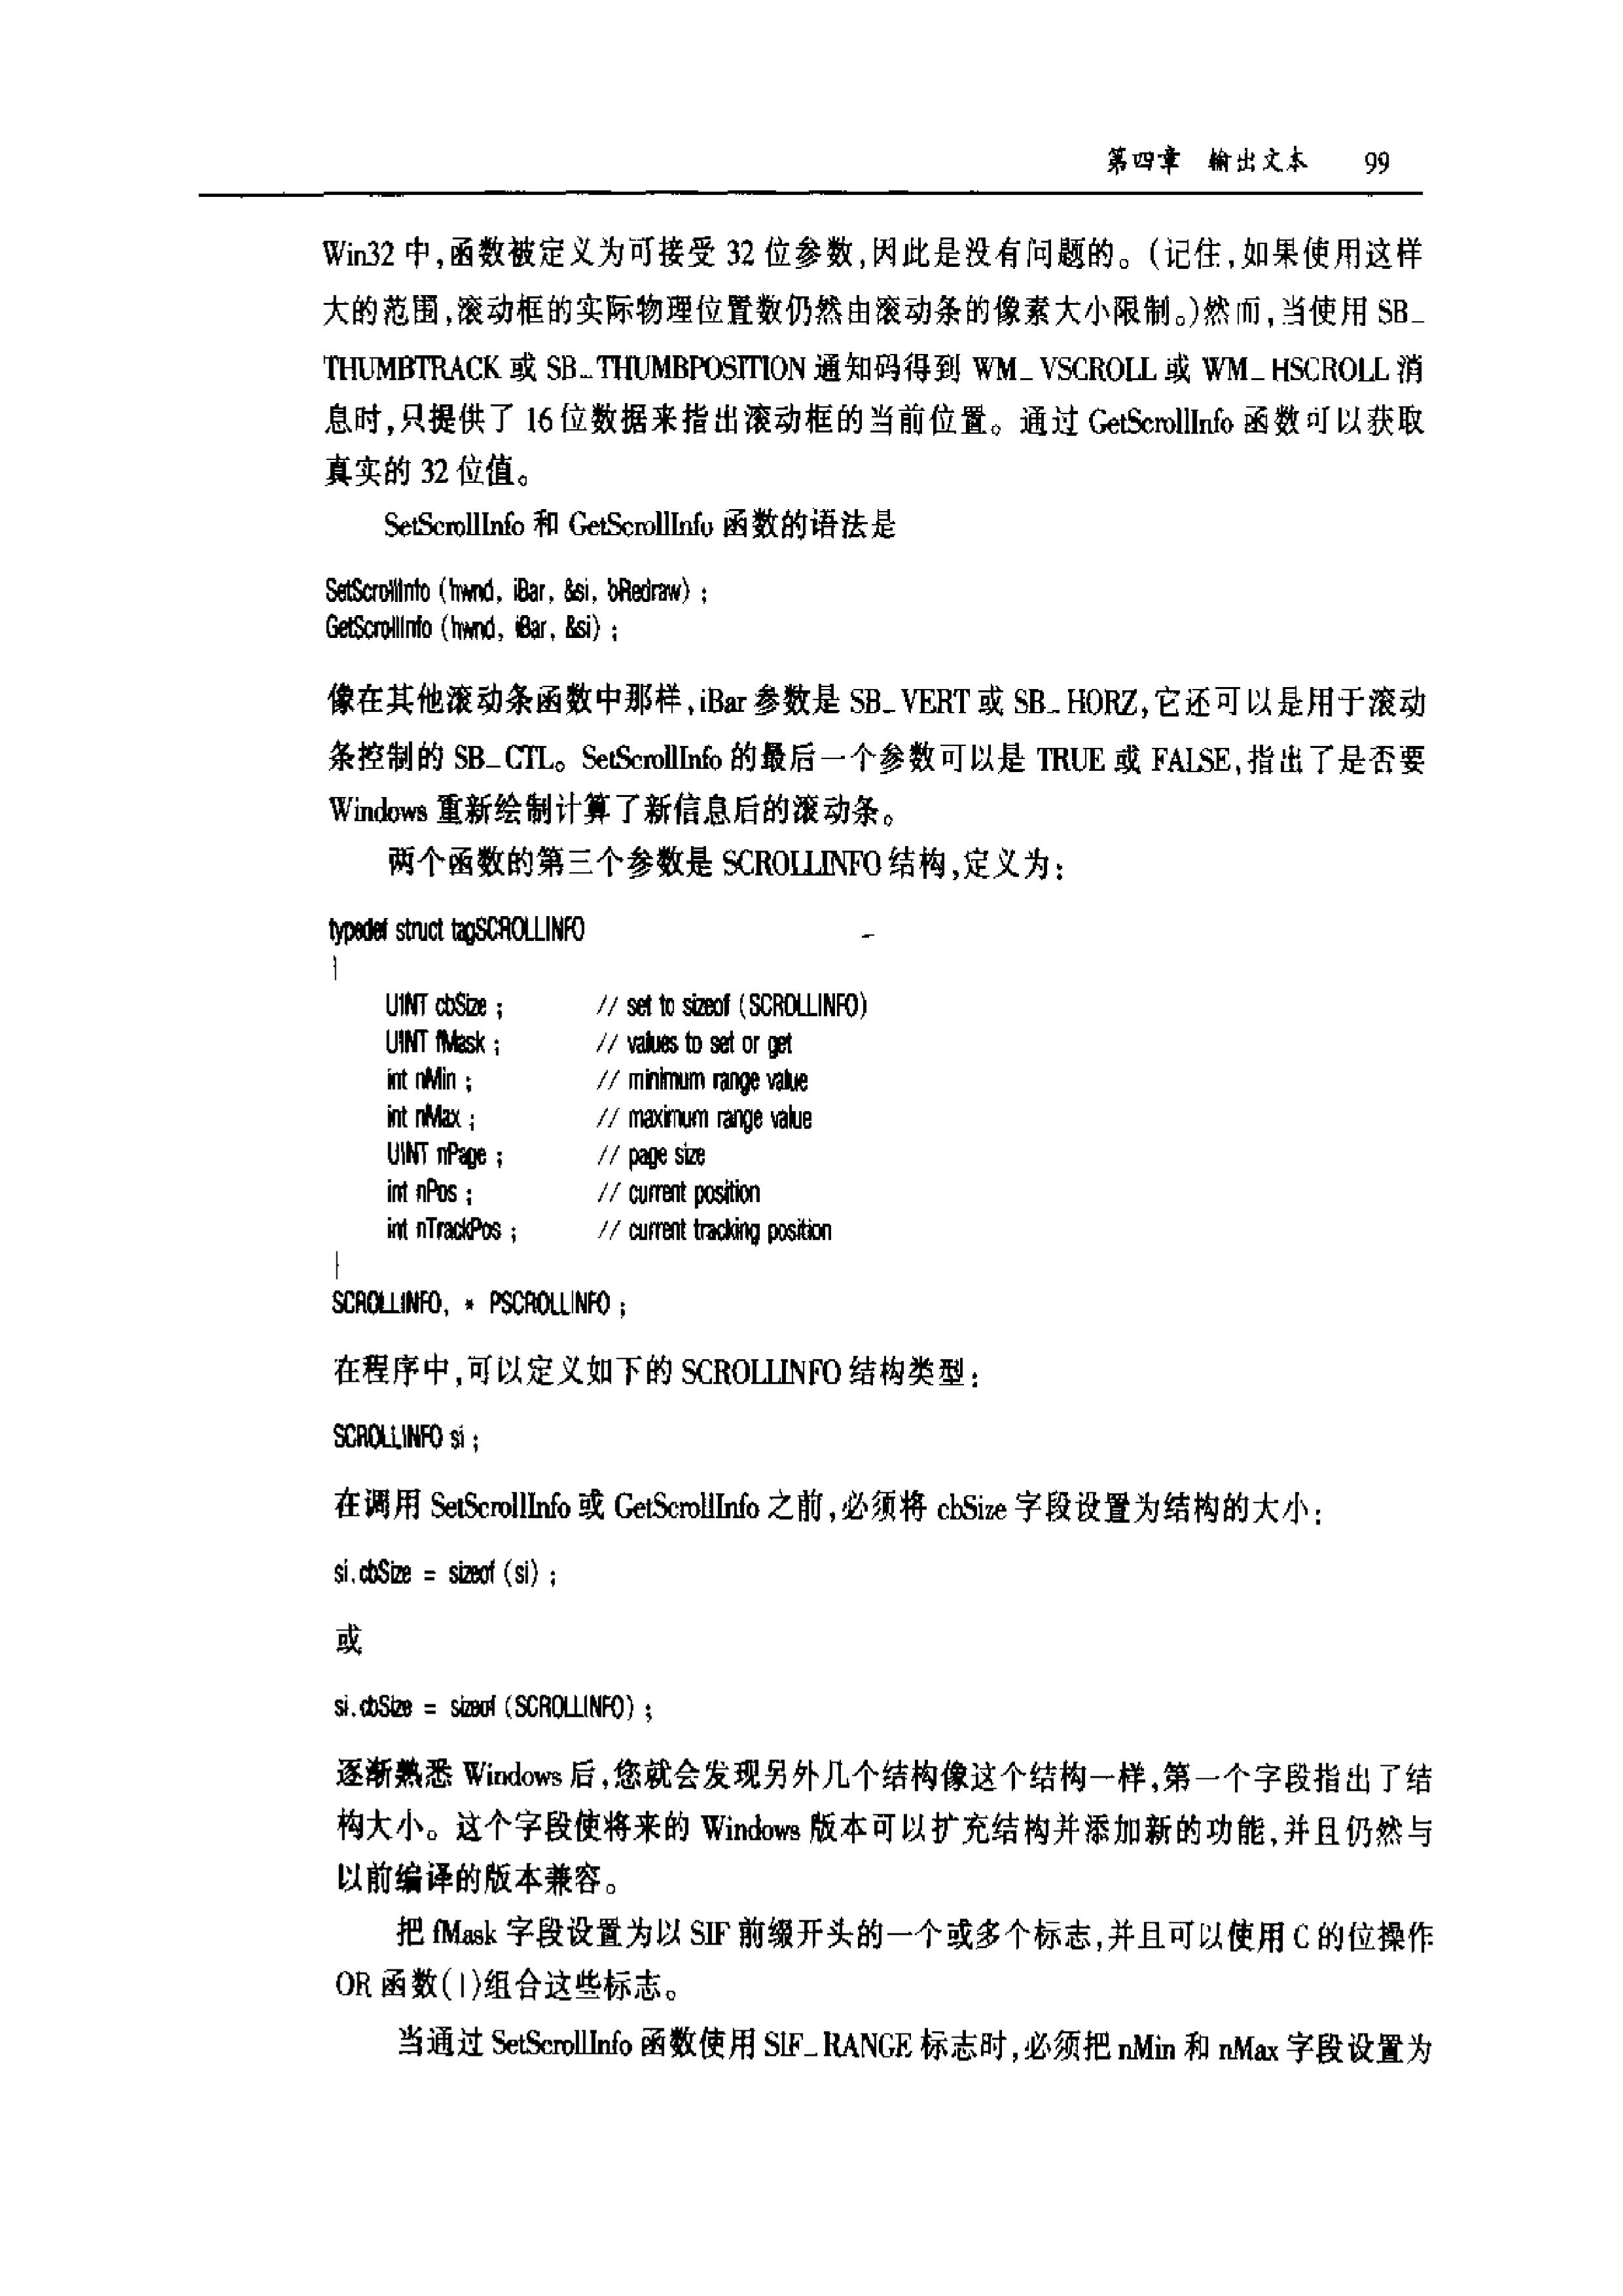 第四章 输出文本 99
Win32 中,函数被定义为可接受 32 位参数,因此是没有问题的。(记住,如果使用这样
大的范围,滚动框的实际物理位置数仍然由滚动条的像素大小限制。)然而,当使用 SB_
THUMBTRACK 或 SB_THUMBPOSITION 通知码得到 WM_VSCROLL 或 WM_HSCROLL 消
息时,只提供了 16 位数据来指出滚动框的当前位置。通过 GetScrollInfo 函数可以获取
真实的 32 位值。
SetScrollInfo 和 GetScrollInfo 函数的语法是
SetScrollInfo (hwnd, iBar, &si, bRedraw) ;
GetScrollInfo (hwnd, iBar, &si) ;
像在其他滚动条函数中那样,iBar 参数是 SB_VERT 或 SB_HORZ,它还可以是用于滚动
条控制的 SB_CTL。SetScrollInfo 的最后一个参数可以是 TRUE 或 FALSE,指出了是否要
Windows 重新绘制计算了新信息后的滚动条。
两个函数的第三个参数是 SCROLLINFO 结构,定义为:
typedef struct tagSCROLLINFO
{
UINT cbSize ; // set to sizeof (SCROLLINFO)
UINT fMask ; // values to set or get
int nMin ; // minimum range value
int nMax ; // maximum range value
UINT nPage ; // page size
int nPos ; // current position
int nTrackPos ; // current tracking position
}
SCROLLINFO, * PSCROLLINFO ;
在程序中,可以定义如下的 SCROLLINFO 结构类型:
SCROLLINFO si ;
在调用 SetScrollInfo 或 GetScrollInfo 之前,必须将 cbSize 字段设置为结构的大小:
si.cbSize = sizeof (si) ;
或
si.cbSize = sizeof (SCROLLINFO) ;
逐渐熟悉 Windows 后,您就会发现另外几个结构像这个结构一样,第一个字段指出了结
构大小。这个字段使将来的 Windows 版本可以扩充结构并添加新的功能,并且仍然与
以前编译的版本兼容。
把 fMask 字段设置为以 SIF 前缀开头的一个或多个标志,并且可以使用 C 的位操作
OR 函数(|)组合这些标志。
当通过 SetScrollInfo 函数使用 SIF_RANGE 标志时,必须把 nMin 和 nMax 字段设置为